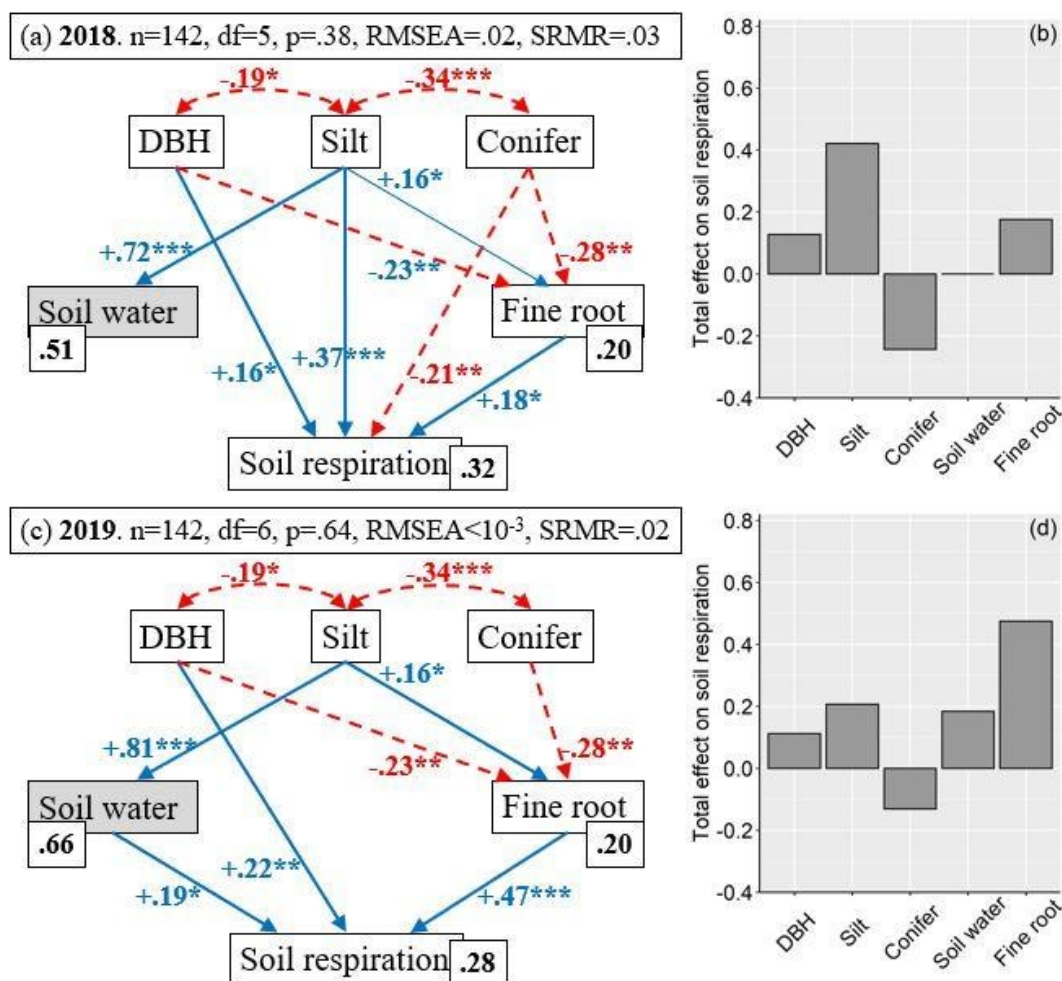 (a) 2018. n=142, df=5, p=.38, RMSEA=.02, SRMR=.03
-.19*
-.34***
DBH
Silt
Conifer
+.16*
+.72***
-.23**
-.28**
Soil water
.51
Fine root
.20
+.16*
+.37***
-.21**
+.18*
Soil respiration
.32
(b)
Total effect on soil respiration
0.8
0.6
0.4
0.2
0.0
-0.2
-0.4
DBH
Silt
Conifer
Soil water
Fine root
(c) 2019. n=142, df=6, p=.64, RMSEA<10-3, SRMR=.02
-.19*
-.34***
DBH
Silt
Conifer
+.16*
+.81***
-.23**
-.28**
Soil water
.66
Fine root
.20
+.19*
+.22**
+.47***
Soil respiration
.28
(d)
Total effect on soil respiration
0.8
0.6
0.4
0.2
0.0
-0.2
-0.4
DBH
Silt
Conifer
Soil water
Fine root